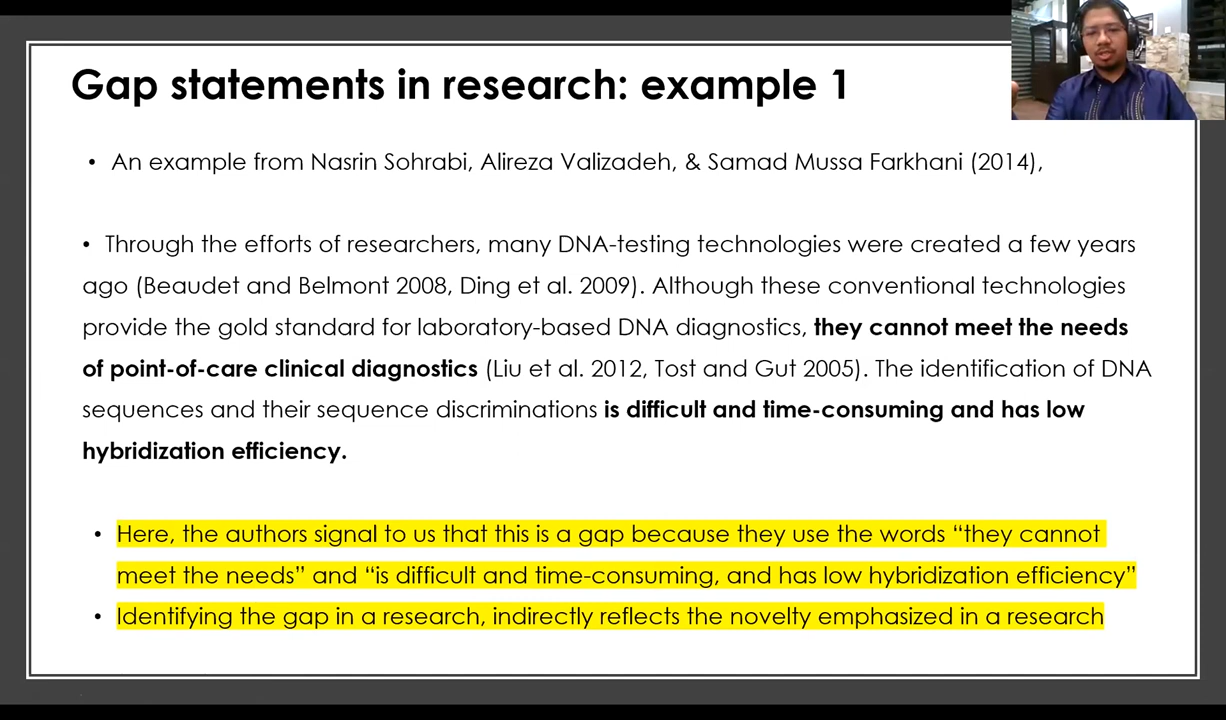 Gap statements in research: example 1
• An example from Nasrin Sohrabi, Alireza Valizadeh, & Samad Mussa Farkhani (2014),
• Through the efforts of researchers, many DNA-testing technologies were created a few years
ago (Beaudet and Belmont 2008, Ding et al. 2009). Although these conventional technologies
provide the gold standard for laboratory-based DNA diagnostics, they cannot meet the needs
of point-of-care clinical diagnostics (Liu et al. 2012, Tost and Gut 2005). The identification of DNA
sequences and their sequence discriminations is difficult and time-consuming and has low
hybridization efficiency.
• Here, the authors signal to us that this is a gap because they use the words “they cannot
meet the needs” and “is difficult and time-consuming, and has low hybridization efficiency”
• Identifying the gap in a research, indirectly reflects the novelty emphasized in a research